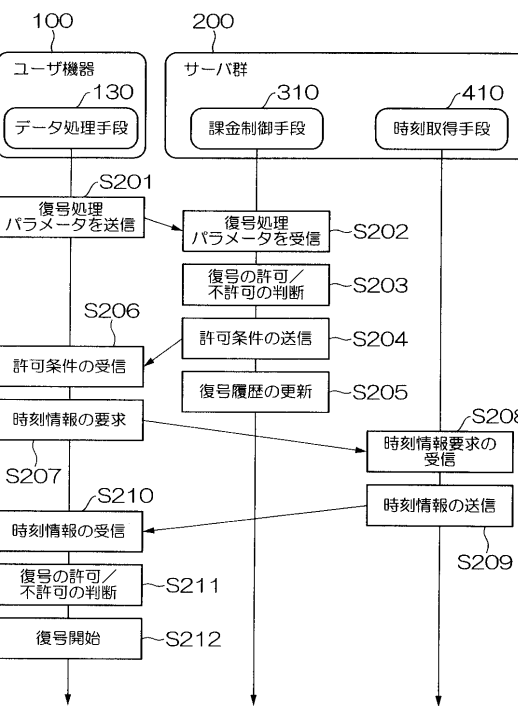 100
200
ユーザ機器
サーバ群
130
310
410
データ処理手段
課金制御手段
時刻取得手段
S201
復号処理
パラメータを送信
復号処理
パラメータを受信
S202
復号の許可/
不許可の判断
S203
S206
許可条件の送信
S204
許可条件の受信
復号履歴の更新
S205
時刻情報の要求
S208
時刻情報要求の
受信
S207
S210
時刻情報の送信
時刻情報の受信
S209
復号の許可/
不許可の判断
S211
復号開始
S212